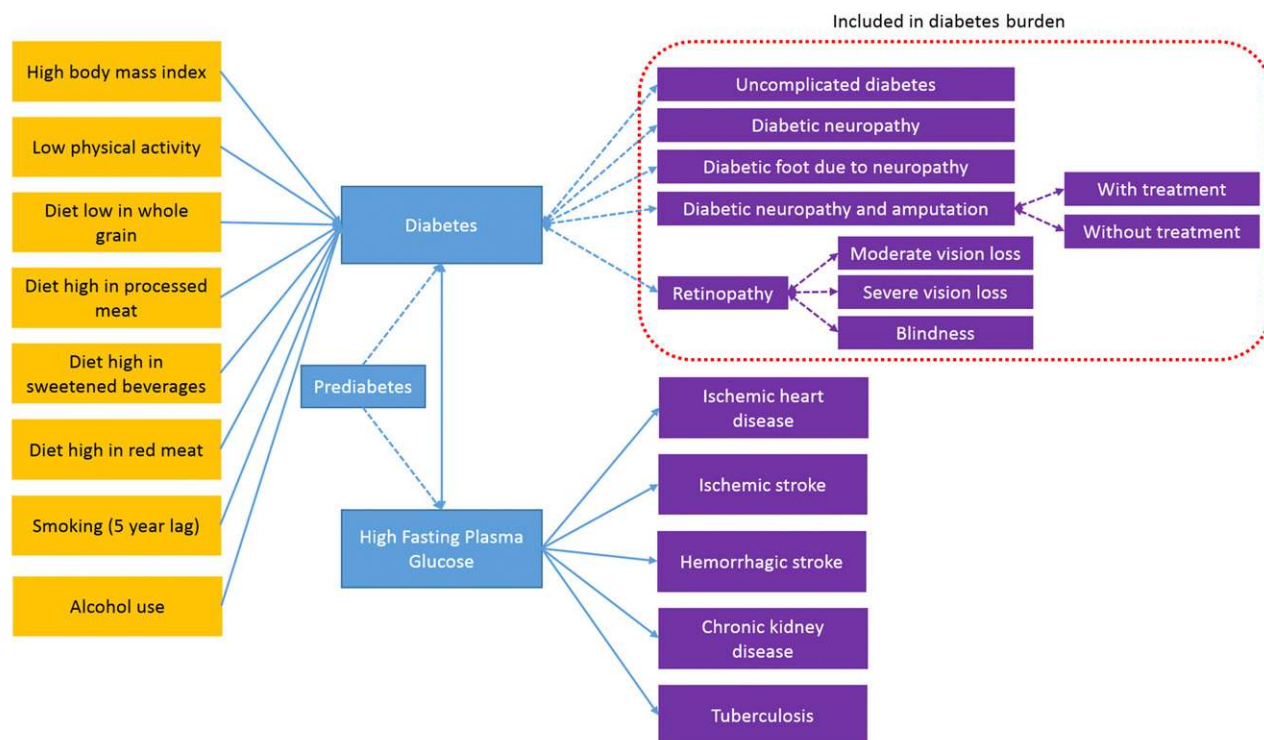 Included in diabetes burden
High body mass index
Low physical activity
Diet low in whole
grain
Diet high in processed
meat
Diet high in
sweetened beverages
Diet high in red meat
Smoking (5 year lag)
Alcohol use
Diabetes
Prediabetes
High Fasting Plasma
Glucose
Uncomplicated diabetes
Diabetic neuropathy
Diabetic foot due to neuropathy
Diabetic neuropathy and amputation
With treatment
Without treatment
Retinopathy
Moderate vision loss
Severe vision loss
Blindness
Ischemic heart
disease
Ischemic stroke
Hemorrhagic stroke
Chronic kidney
disease
Tuberculosis